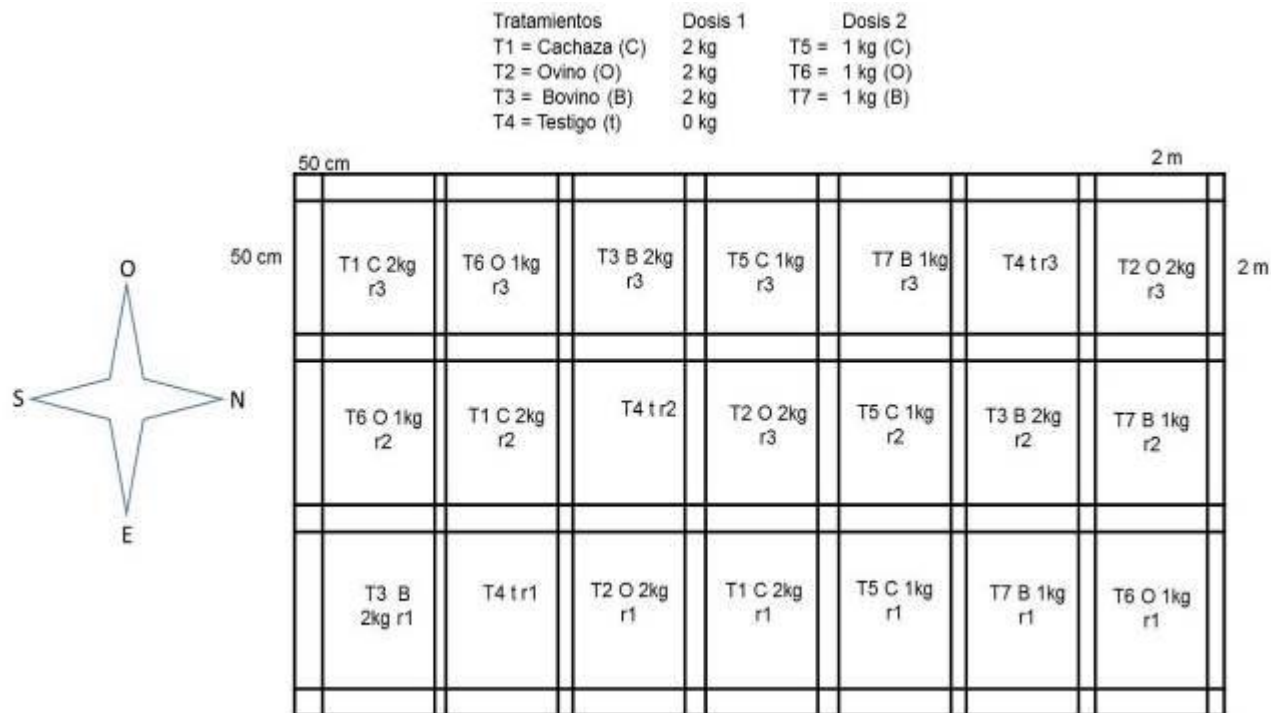 Tratamientos Dosis 1 Dosis 2
T1 = Cachaza (C) 2 kg T5 = 1 kg (C)
T2 = Ovino (O) 2 kg T6 = 1 kg (O)
T3 = Bovino (B) 2 kg T7 = 1 kg (B)
T4 = Testigo (t) 0 kg
50 cm
2 m
50 cm
2 m
O
S
N
E
T1 C 2kg
r3
T6 O 1kg
r3
T3 B 2kg
r3
T5 C 1kg
r3
T7 B 1kg
r3
T4 t r3
T2 O 2kg
r3
T6 O 1kg
r2
T1 C 2kg
r2
T4 t r2
T2 O 2kg
r3
T5 C 1kg
r2
T3 B 2kg
r2
T7 B 1kg
r2
T3 B
2kg r1
T4 t r1
T2 O 2kg
r1
T1 C 2kg
r1
T5 C 1kg
r1
T7 B 1kg
r1
T6 O 1kg
r1